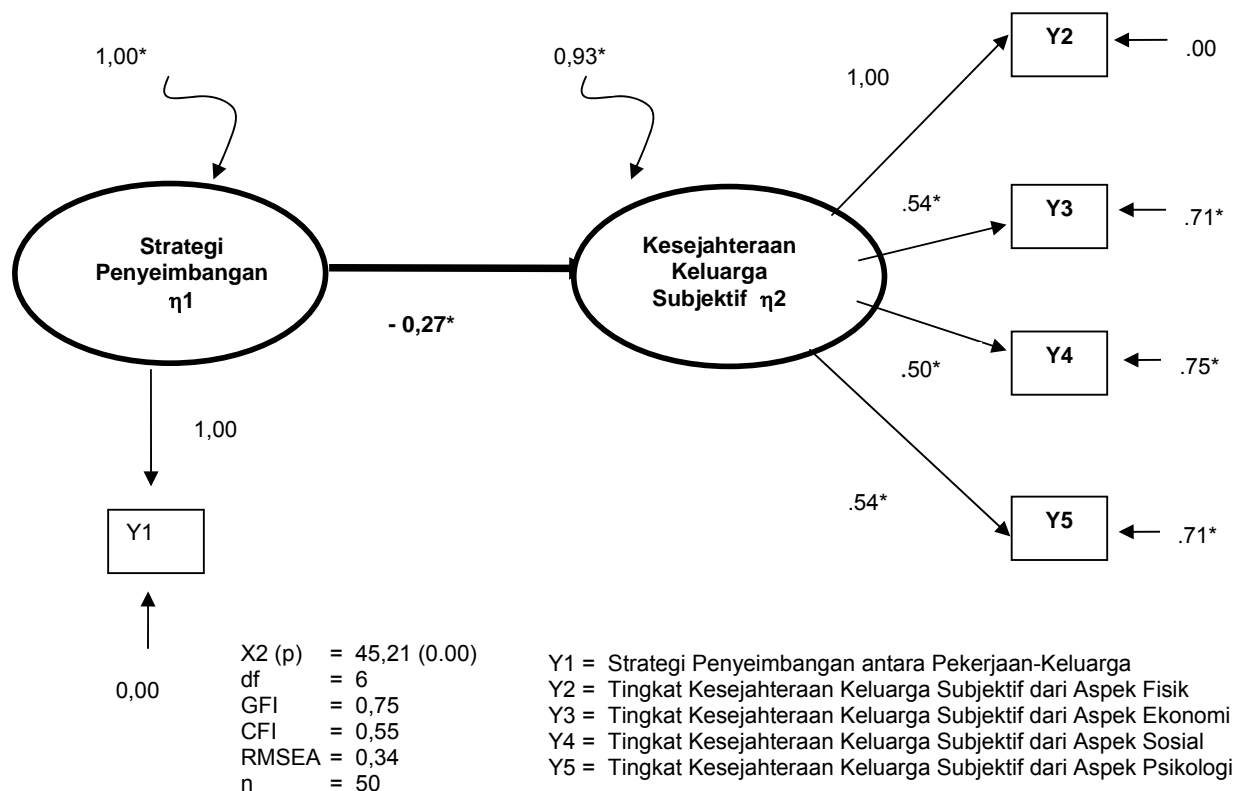 1,00*
0,93*
Y2
.00
1,00
Strategi
Penyeimbangan
η1
- 0,27*
Kesejahteraan
Keluarga
Subjektif η2
.54*
Y3
.71*
.50*
Y4
.75*
.54*
Y5
.71*
1,00
Y1
0,00
X2 (p) = 45,21 (0.00)
df = 6
GFI = 0,75
CFI = 0,55
RMSEA = 0,34
n = 50
Y1 = Strategi Penyeimbangan antara Pekerjaan-Keluarga
Y2 = Tingkat Kesejahteraan Keluarga Subjektif dari Aspek Fisik
Y3 = Tingkat Kesejahteraan Keluarga Subjektif dari Aspek Ekonomi
Y4 = Tingkat Kesejahteraan Keluarga Subjektif dari Aspek Sosial
Y5 = Tingkat Kesejahteraan Keluarga Subjektif dari Aspek Psikologi